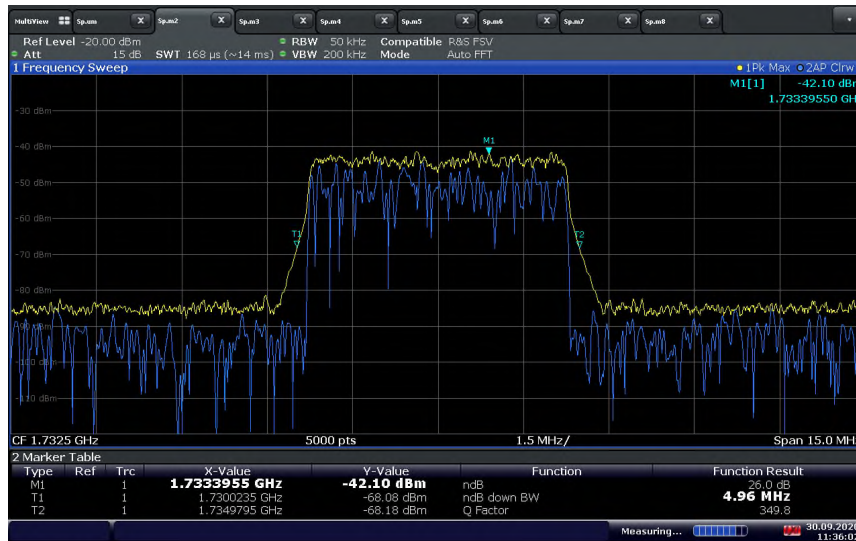 MultiView Sp.um X Sp.m2 X Sp.m3 X Sp.m4 X Sp.m5 X Sp.m6 X Sp.m7 X Sp.m8 X
Ref Level -20.00 dBm RBW 50 kHz Compatible R&S FSV
Att 15 dB SWT 168 µs (~14 ms) VBW 200 kHz Mode Auto FFT
1 Frequency Sweep 1Pk Max 2AP Clrw
M1[1] -42.10 dBm
1.73339550 GH
-30 dBm
-40 dBm
M1
-50 dBm
-60 dBm
T1 T2
-70 dBm
-80 dBm
-90 dBm
-100 dBm
-110 dBm
CF 1.7325 GHz 5000 pts 1.5 MHz/ Span 15.0 MH
2 Marker Table
Type Ref Trc X-Value Y-Value Function Function Result
M1 1 1.7333955 GHz -42.10 dBm ndB 26.0 dB
T1 1 1.7300235 GHz -68.08 dBm ndB down BW 4.96 MHz
T2 1 1.7349795 GHz -68.18 dBm Q Factor 349.8
Measuring... 30.09.2020
11:36:02